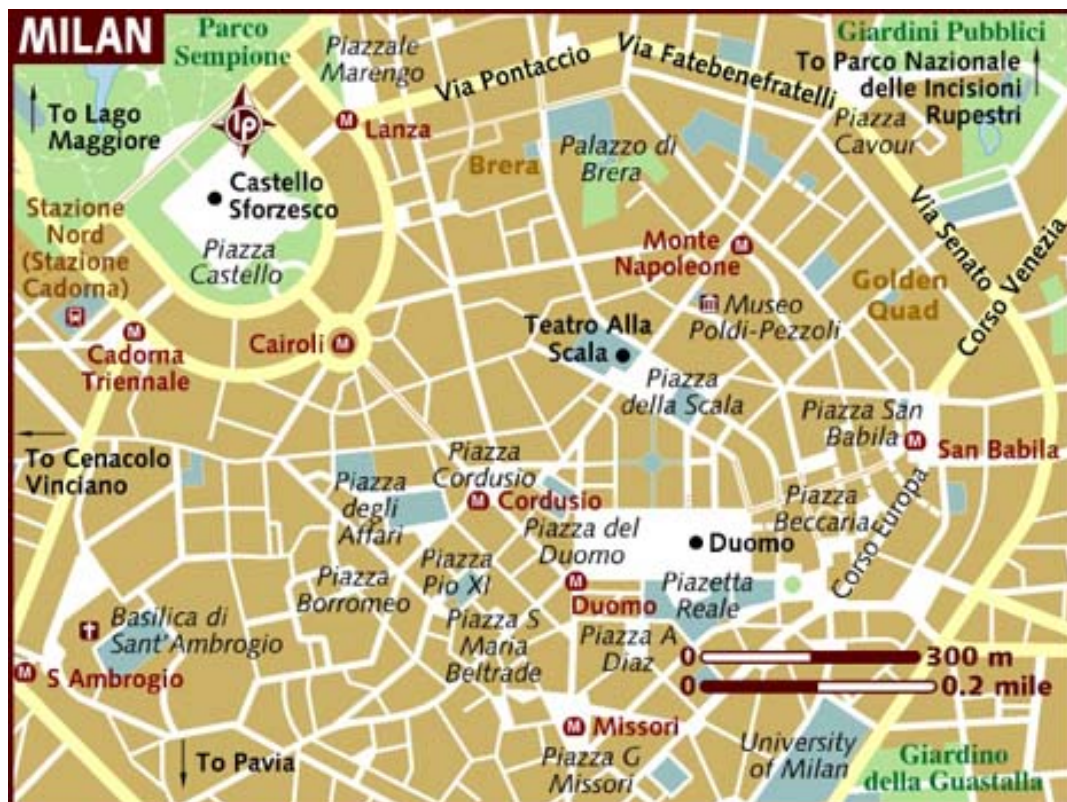 MILAN
Parco
Sempione
Piazzale
Marengo
Via Pontaccio
Via Fatebenefratelli
Giardini Pubblici
To Parco Nazionale
delle Incisioni
Rupestri
Piazza
Cavour
To Lago
Maggiore
lp
M Lanza
Brera
Palazzo di
Brera
Castello
Sforzesco
Piazza
Castello
Stazione
Nord
(Stazione
Cadorna)
Monte
Napoleone
M
Via Senato
Corso Venezia
Golden
Quad
Museo
Poldi-Pezzoli
M
Cadorna
Triennale
Cairoli M
Teatro Alla
Scala
Piazza
della Scala
Piazza San
Babila
M
San Babila
To Cenacolo
Vinciano
Piazza
Cordusio
M Cordusio
Piazza
degli
Affari
Piazza del
Duomo
Duomo
Piazza
Beccaria
Corso Europa
Piazza
Borromeo
Piazza
Pio XI
M
Duomo
Piazetta
Reale
Basilica di
Sant'Ambrogio
Piazza S
Maria
Beltrade
Piazza A
Diaz
0 300 m
0 0.2 mile
M S Ambrogio
M Missori
Piazza G
Missori
To Pavia
University
of Milan
Giardino
della Guastalla